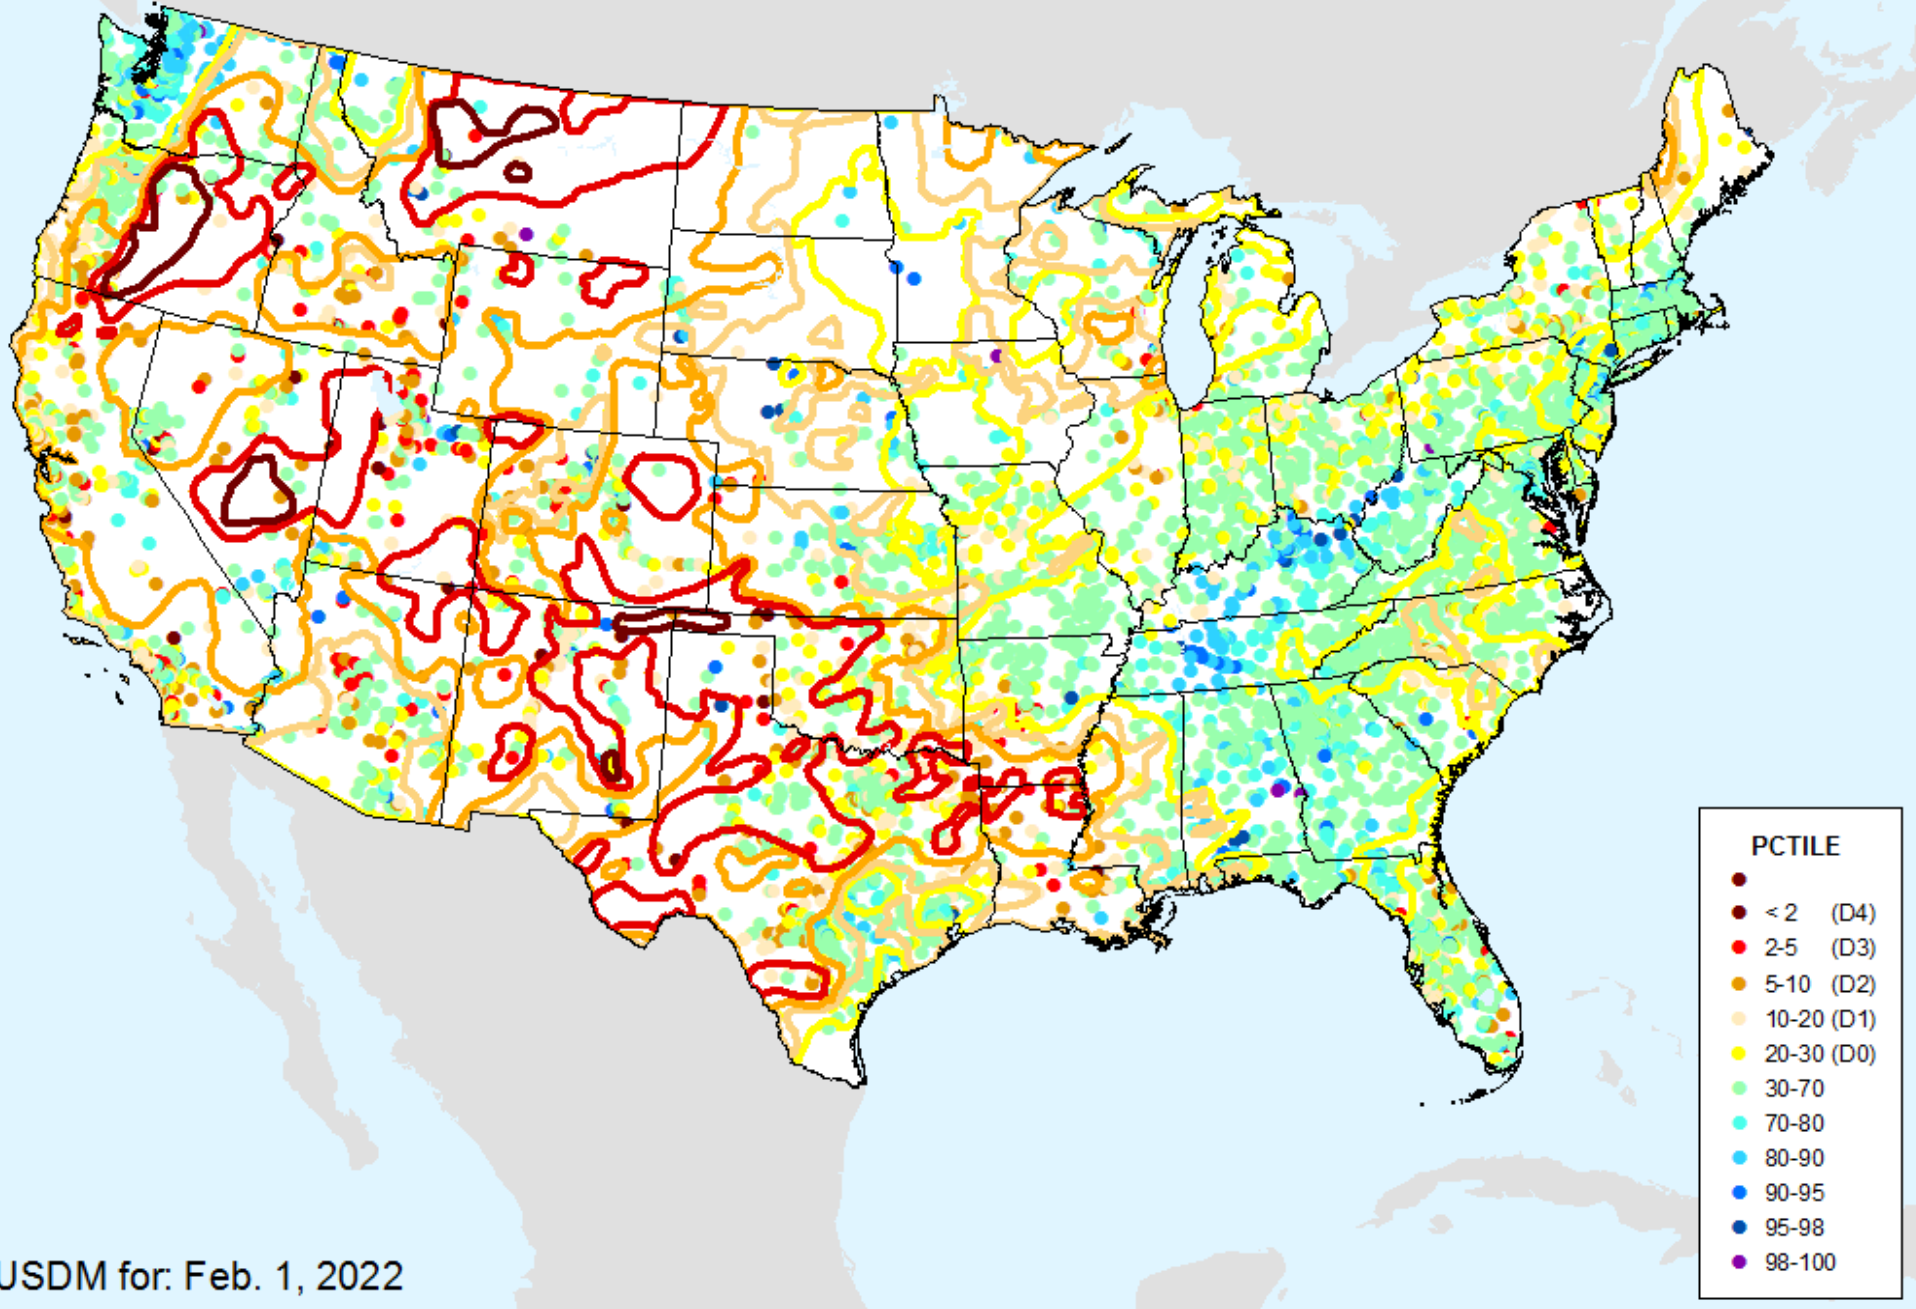 PCTILE
< 2 (D4)
2-5 (D3)
5-10 (D2)
10-20 (D1)
20-30 (D0)
30-70
70-80
80-90
90-95
95-98
98-100
USDM for: Feb. 1, 2022